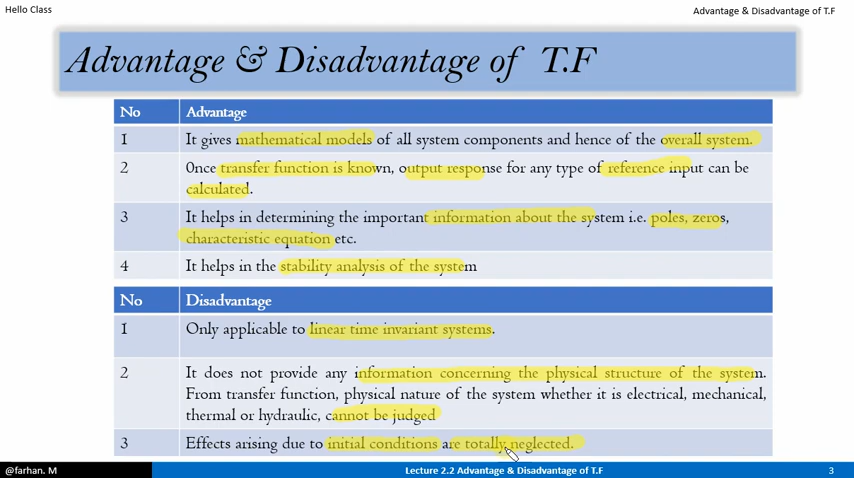 Hello Class
Advantage & Disadvantage of T.F
Advantage & Disadvantage of T.F
No Advantage
1 It gives mathematical models of all system components and hence of the overall system.
2 0nce transfer function is known, output response for any type of reference input can be
calculated.
3 It helps in determining the important information about the system i.e. poles, zeros,
characteristic equation etc.
4 It helps in the stability analysis of the system
No Disadvantage
1 Only applicable to linear time invariant systems.
2 It does not provide any information concerning the physical structure of the system.
From transfer function, physical nature of the system whether it is electrical, mechanical,
thermal or hydraulic, cannot be judged
3 Effects arising due to initial conditions are totally neglected.
@farhan. M
Lecture 2.2 Advantage & Disadvantage of T.F
3